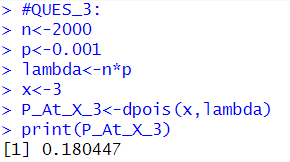 > #QUES_3:
> n<-2000
> p<-0.001
> lambda<-n*p
> x<-3
> P_At_X_3<-dpois(x,lambda)
> print(P_At_X_3)
[1] 0.180447